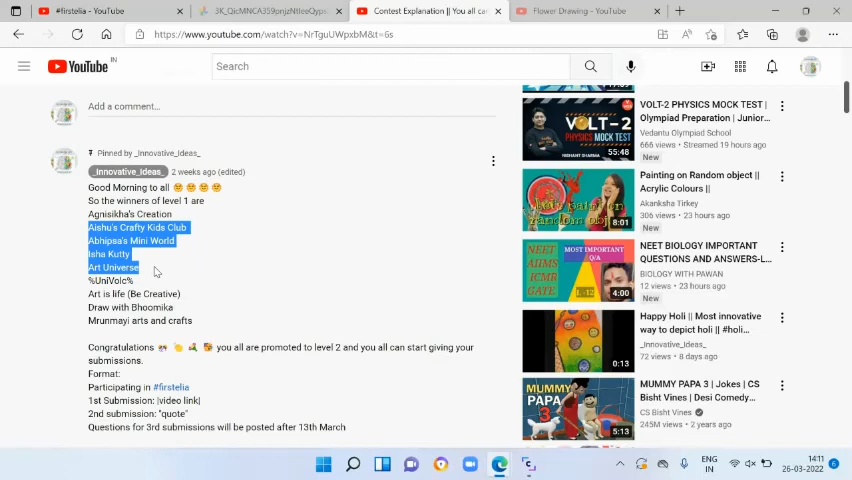 #firstelia - YouTube
3K_QicMNCA3S9pnjzNtIeeQyps
Contest Explanation || You all can
Flower Drawing - YouTube
https://www.youtube.com/watch?v=NrTguUWpxbM&t=6s
YouTube IN
Search
Add a comment...
Pinned by _Innovative_Ideas_
_Innovative_Ideas_ 2 weeks ago (edited)
Good Morning to all
So the winners of level 1 are
Agnisikha's Creation
Aishu's Crafty Kids Club
Abhipsa's Mini World
Isha Kutty
Art Universe
%UniVolc%
Art is life (Be Creative)
Draw with Bhoomika
Mrunmayi arts and crafts
Congratulations you all are promoted to level 2 and you all can start giving your
submissions.
Format:
Participating in #firstelia
1st Submission: |video link|
2nd submission: "quote"
Questions for 3rd submissions will be posted after 13th March
VOLT-2
PHYSICS MOCK TEST
NISHANT SHARMA
55:48
VOLT-2 PHYSICS MOCK TEST |
Olympiad Preparation | Junior...
Vedantu Olympiad School
666 views • Streamed 19 hours ago
New
8:01
Painting on Random object ||
Acrylic Colours ||
Akanksha Tirkey
306 views • 23 hours ago
New
NEET
AIIMS
ICMR
GATE
MOST IMPORTANT
Q/A
4:00
NEET BIOLOGY IMPORTANT
QUESTIONS AND ANSWERS-L...
BIOLOGY WITH PAWAN
12 views • 23 hours ago
New
0:13
Happy Holi || Most innovative
way to depict holi || #holi...
_Innovative_Ideas_
72 views • 8 days ago
MUMMY
PAPA 3
5:13
MUMMY PAPA 3 | Jokes | CS
Bisht Vines | Desi Comedy...
CS Bisht Vines
245M views • 2 years ago
ENG
IN
14:11
26-03-2022
6